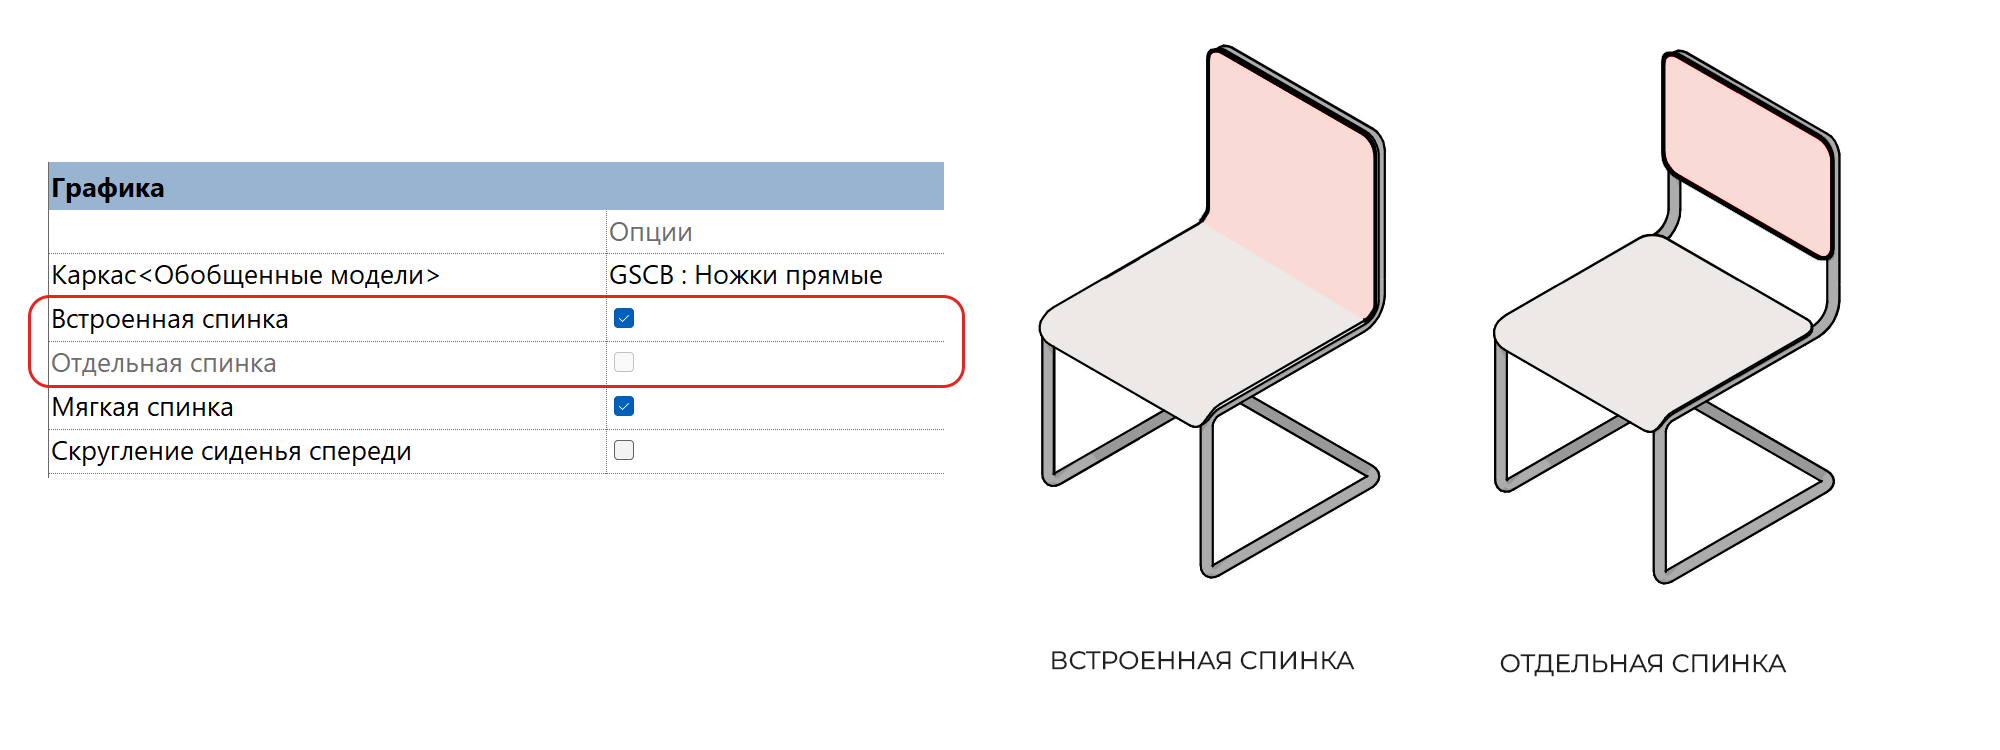 Графика
Опции
Каркас<Обобщенные модели> GSCB : Ножки прямые
Встроенная спинка
Отдельная спинка
Мягкая спинка
Скругление сиденья спереди
ВСТРОЕННАЯ СПИНКА
ОТДЕЛЬНАЯ СПИНКА